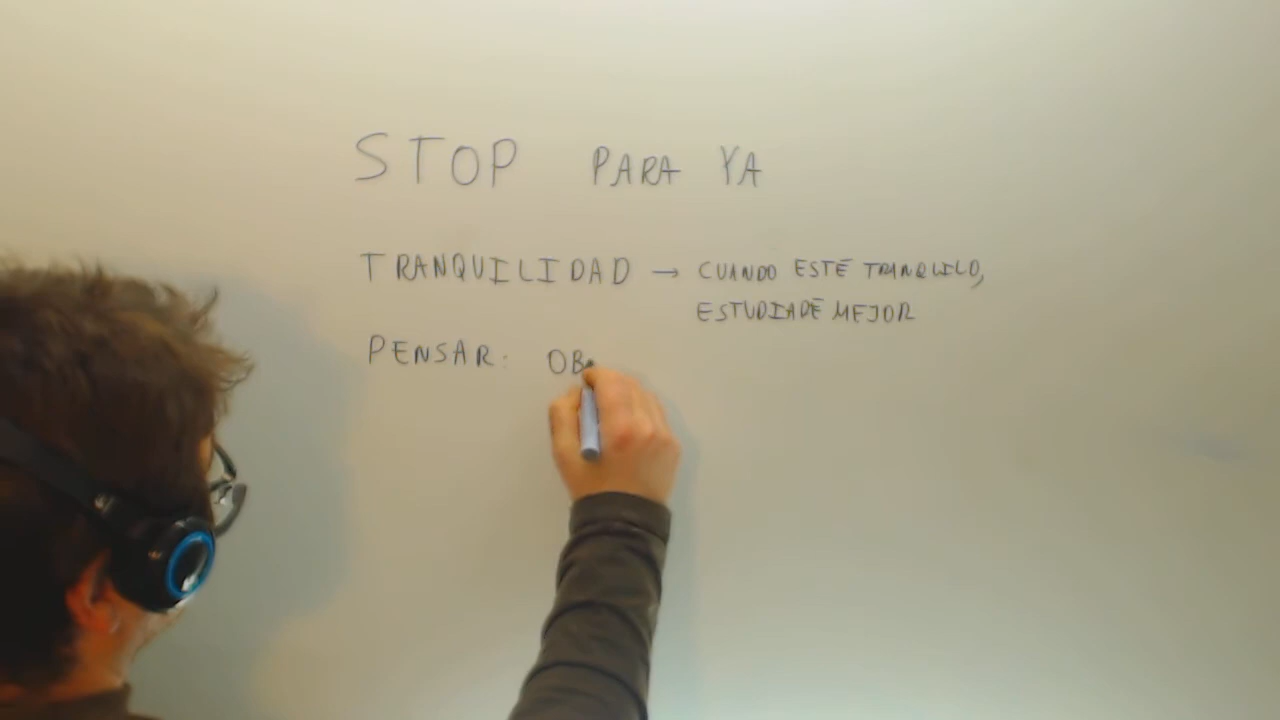 STOP PARA YA
TRANQUILIDAD → CUANDO ESTÉ TRANQUILO,
ESTUDIARÉ MEJOR
PENSAR: OB